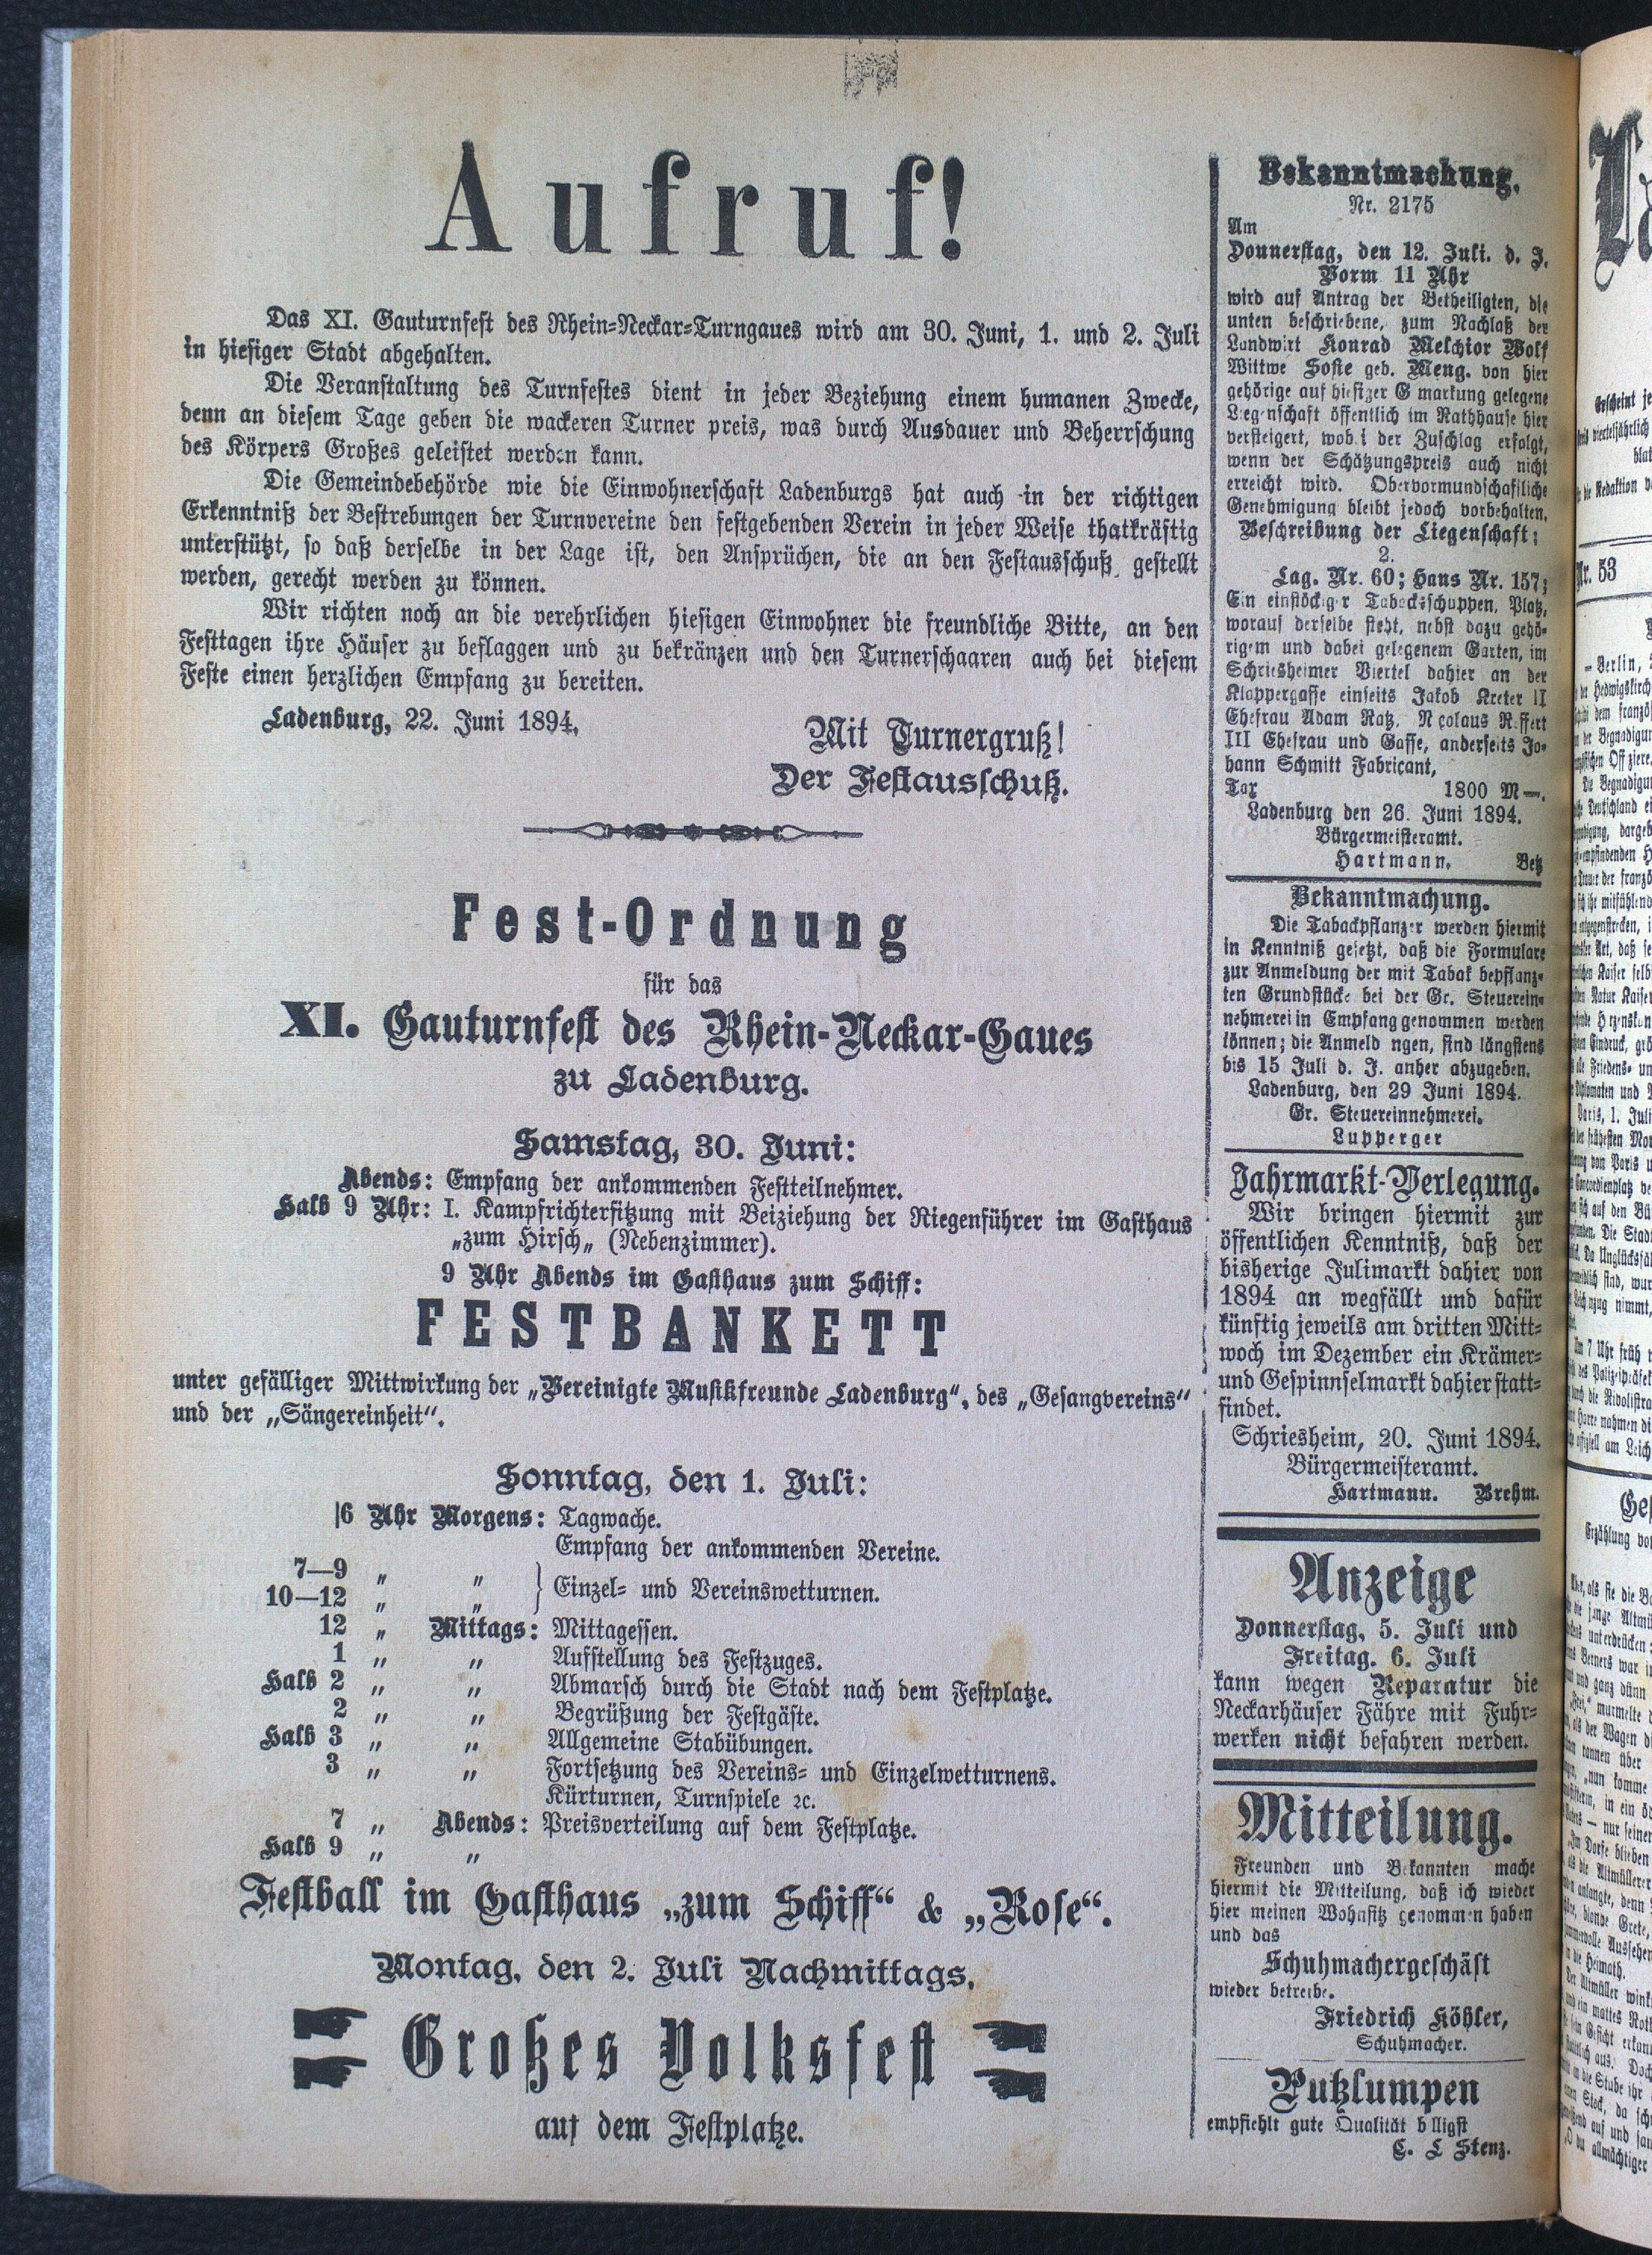 Aufruf!
Das XI. Gauturnfest des Rhein-Neckar-Turngaues wird am 30. Juni, 1. und 2. Juli
in hiesiger Stadt abgehalten.
Die Veranstaltung des Turnfestes dient in jeder Beziehung einem humanen Zwecke,
denn an diesem Tage geben die wackeren Turner preis, was durch Ausdauer und Beherrschung
des Körpers Großes geleistet werden kann.
Die Gemeindebehörde wie die Einwohnerschaft Ladenburgs hat auch in der richtigen
Erkenntniß der Bestrebungen der Turnvereine den festgebenden Verein in jeder Weise thatkräftig
unterstützt, so daß derselbe in der Lage ist, den Ansprüchen, die an den Festausschuß gestellt
werden, gerecht werden zu können.
Wir richten noch an die verehrlichen hiesigen Einwohner die freundliche Bitte, an den
Festtagen ihre Häuser zu beflaggen und zu bekränzen und den Turnerschaaren auch bei diesem
Feste einen herzlichen Empfang zu bereiten.
Ladenburg, 22. Juni 1894.
Mit Turnergruß!
Der Festausschuß.
Fest-Ordnung
für das
XI. Gauturnfest des Rhein-Neckar-Gaues
zu Ladenburg.
Samstag, 30. Juni:
Abends: Empfang der ankommenden Festteilnehmer.
Halb 9 Uhr: I. Kampfrichtersitzung mit Beiziehung der Riegenführer im Gasthaus
„zum Hirsch„ (Nebenzimmer).
9 Uhr Abends im Gasthaus zum Schiff:
FESTBANKETT
unter gefälliger Mittwirkung der „Vereinigte Musikfreunde Ladenburg“, des „Gesangvereins“
und der „Sängereinheit“.
Sonntag, den 1. Juli:
6 Uhr Morgens: Tagwache.
Empfang der ankommenden Vereine.
7—9 „ „
10—12 „ „ } Einzel- und Vereinswetturnen.
12 „ Mittags: Mittagessen.
1 „ „ Aufstellung des Festzuges.
Halb 2 „ „ Abmarsch durch die Stadt nach dem Festplatze.
2 „ „ Begrüßung der Festgäste.
Halb 3 „ „ Allgemeine Stabübungen.
3 „ „ Fortsetzung des Vereins- und Einzelwetturnens.
Kürturnen, Turnspiele ꝛc.
7 „ Abends: Preisverteilung auf dem Festplatze.
Halb 9 „ „
Festball im Gasthaus „zum Schiff“ & „Rose“.
Montag, den 2. Juli Nachmittags,
Großes Volksfest
auf dem Festplatze.
Bekanntmachung.
Nr. 2175
Am
Donnerstag, den 12. Juli. d. J.
Vorm 11 Uhr
wird auf Antrag der Betheiligten, die
unten beschriebene, zum Nachlaß der
Landwirt Konrad Melchior Wolf
Wittwe Sofie geb. Meng. von hier
gehörige auf hiesizer G markung gelegene
Liegenschaft öffentlich im Rathhause hier
versteigert, wobei der Zuschlag erfolgt,
wenn der Schätzungspreis auch nicht
erreicht wird. Obervormundschaftliche
Genehmigung bleibt jedoch vorbehalten.
Beschreibung der Liegenschaft:
2.
Lag. Nr. 60; Haus Nr. 157;
Ein einstöckiger Taback;schuppen, Platz,
worauf derselbe steht, nebst dazu gehö-
rigem und dabei gelegenem Garten, im
Schriesheimer Viertel dahier an der
Klappergasse einseits Jakob Kreter II
Ehefrau Adam Ratz, Nicolaus Reffert
III Ehefrau und Gasse, anderseits Jo-
hann Schmitt Fabricant,
Tax 1800 M—.
Ladenburg den 26. Juni 1894.
Bürgermeisteramt.
Hartmann. Betz
Bekanntmachung.
Die Tabackpflanzer werden hiermit
in Kenntniß gesetzt, daß die Formulare
zur Anmeldung der mit Tabak bepflanz-
ten Grundstücke bei der Gr. Steuerein-
nehmerei in Empfang genommen werden
können; die Anmeld ngen, sind längstens
bis 15 Juli d. J. anher abzugeben.
Ladenburg, den 29 Juni 1894.
Gr. Steuereinnehmerei.
Lupperger
Jahrmarkt-Verlegung.
Wir bringen hiermit zur
öffentlichen Kenntniß, daß der
bisherige Julimarkt dahier von
1894 an wegfällt und dafür
künftig jeweils am dritten Mitt-
woch im Dezember ein Krämer-
und Gespinnselmarkt dahier statt-
findet.
Schriesheim, 20. Juni 1894.
Bürgermeisteramt.
Hartmann. Brehm.
Anzeige
Donnerstag, 5. Juli und
Freitag. 6. Juli
kann wegen Reparatur die
Neckarhäuser Fähre mit Fuhr-
werken nicht befahren werden.
Mitteilung.
Freunden und Bekannten mache
hiermit die Mitteilung, daß ich wieder
hier meinen Wohnsitz genommen haben
und das
Schuhmachergeschäft
wieder betreibe.
Friedrich Köhler,
Schuhmacher.
Putzlumpen
empfiehlt gute Qualität billigst
C. L Stenz.
Nr. 53